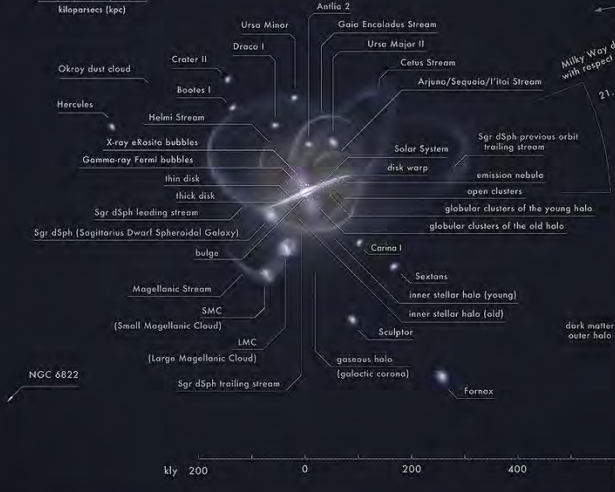 kiloparsecs (kpc)
Antlia 2
Ursa Minor
Gaia Encaladus Stream
Draco I
Ursa Major II
Milky Way d
with respect
Crater II
Cetus Stream
Okroy dust cloud
Arjuna/Sequoia/I'itoi Stream
Bootes I
21.
Hercules
Helmi Stream
Sgr dSph previous orbit
trailing stream
X-ray eRosita bubbles
Solar System
Gamma-ray Fermi bubbles
disk warp
thin disk
emission nebula
thick disk
open clusters
Sgr dSph leading stream
globular clusters of the young halo
Sgr dSph (Sagittarius Dwarf Spheroidal Galaxy)
globular clusters of the old halo
bulge
Carina I
Sextans
Magellanic Stream
inner stellar halo (young)
SMC
(Small Magellanic Cloud)
inner stellar halo (old)
Sculptor
dark matter
outer halo
LMC
(Large Magellanic Cloud)
gaseous halo
(galactic corona)
NGC 6822
Sgr dSph trailing stream
Fornax
kly 200 0 200 400